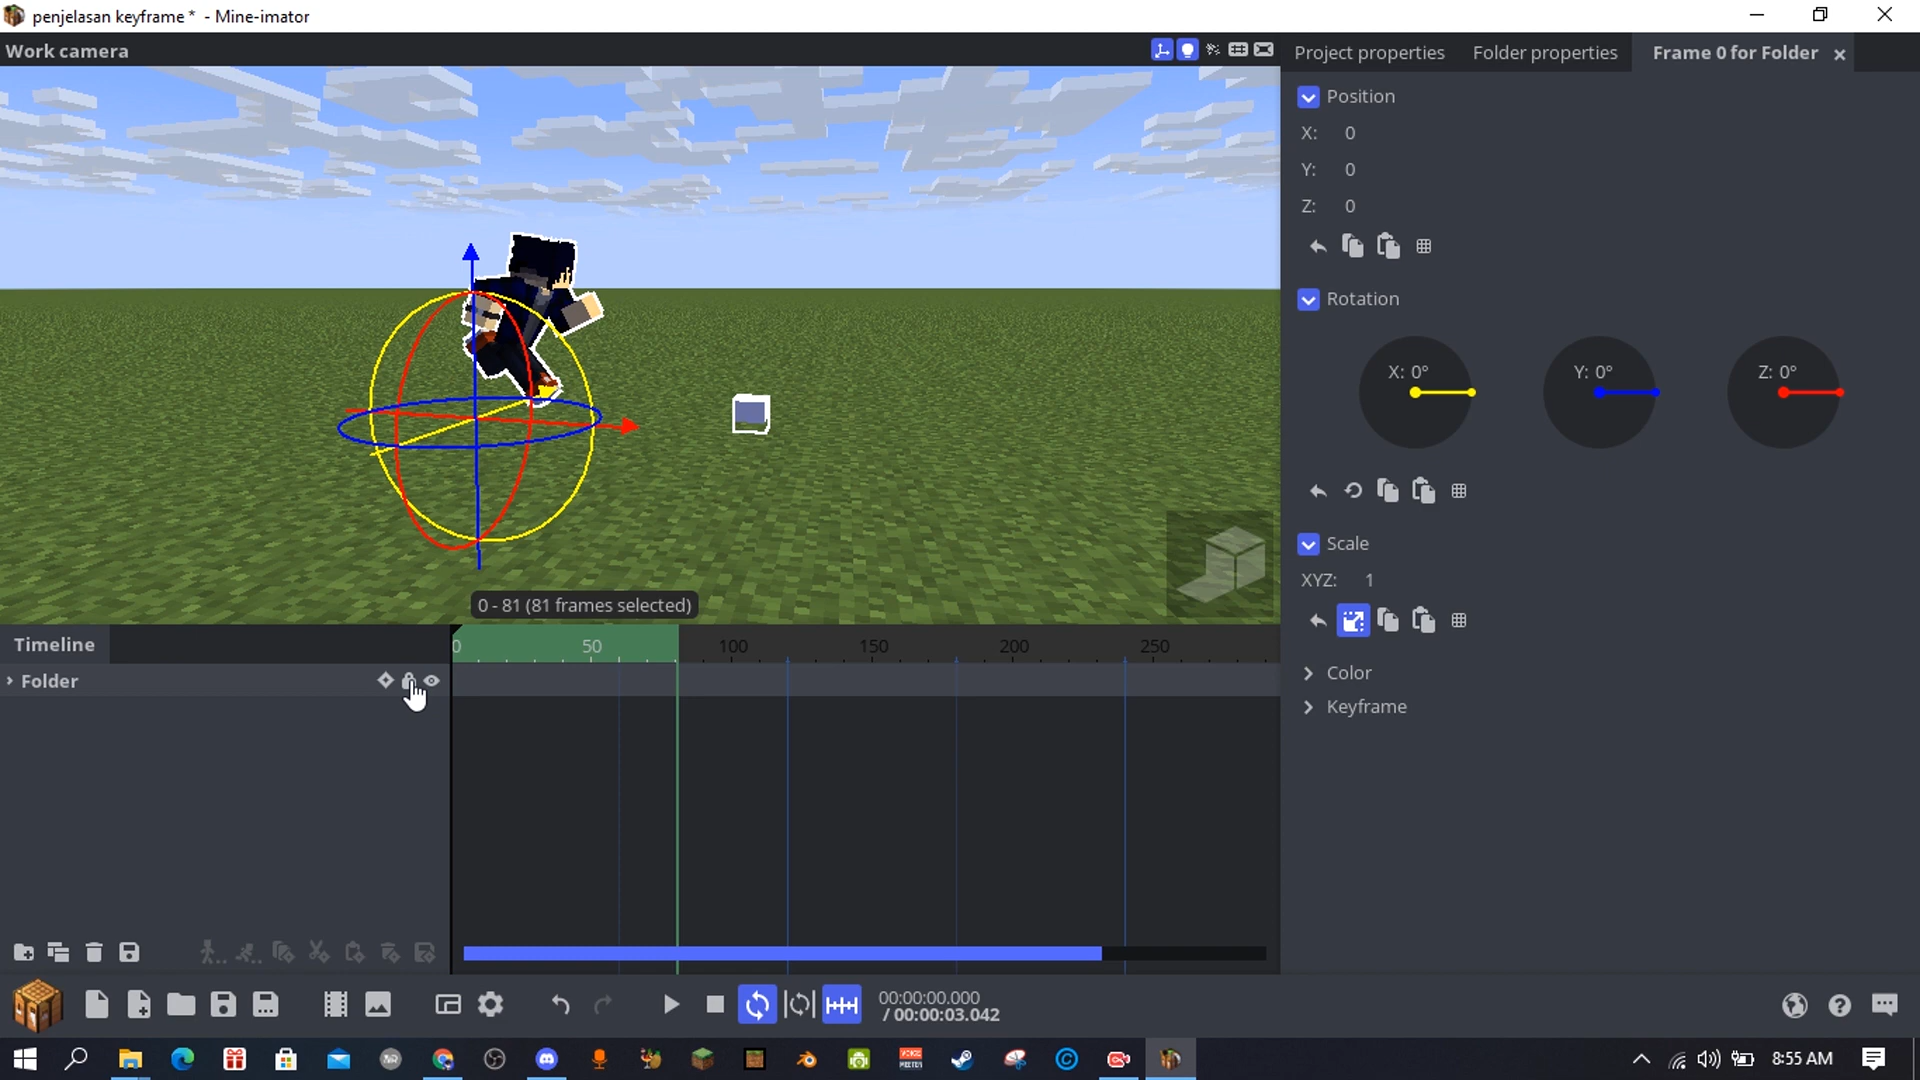 penjelasan keyframe * - Mine-imator
Work camera
Project properties
Folder properties
Frame 0 for Folder
Position
X: 0
Y: 0
Z: 0
Rotation
X: 0°
Y: 0°
Z: 0°
Scale
XYZ: 1
Color
Keyframe
0 - 81 (81 frames selected)
Timeline
0 50 100 150 200 250
Folder
00:00:00.000
/ 00:00:03.042
8:55 AM